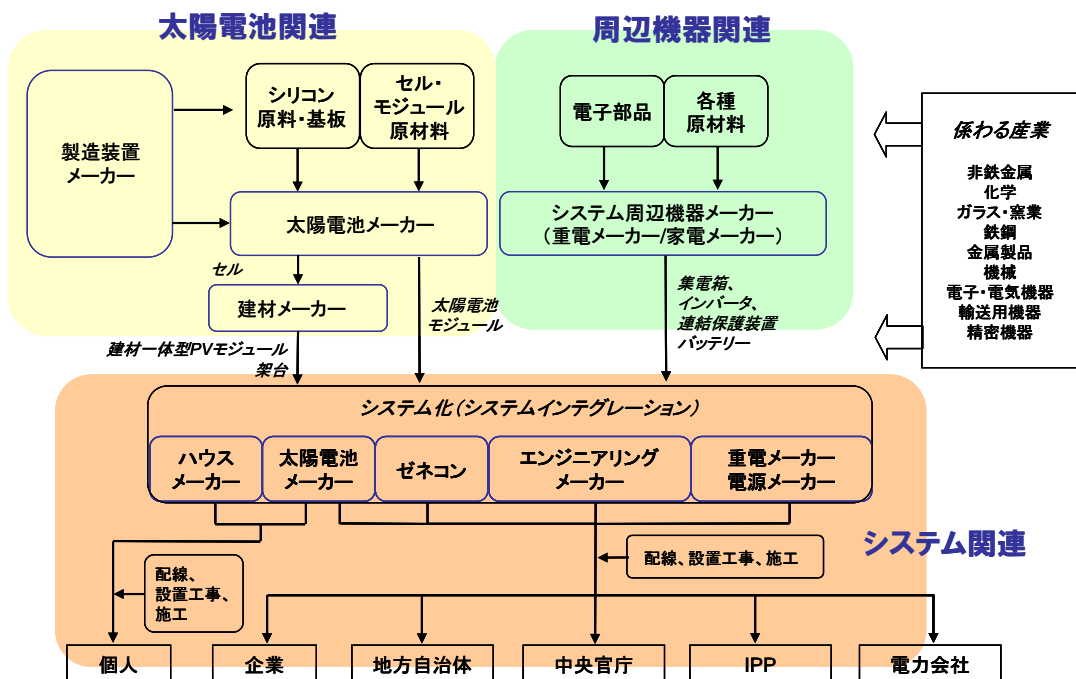 太陽電池関連
周辺機器関連
製造装置
メーカー
シリコン
原料・基板
セル・
モジュール
原材料
電子部品
各種
原材料
太陽電池メーカー
システム周辺機器メーカー
（重電メーカー/家電メーカー）
セル
建材メーカー
太陽電池
モジュール
集電箱、
インバータ、
連結保護装置
バッテリー
建材一体型PVモジュール
架台
係わる産業
非鉄金属
化学
ガラス・窯業
鉄鋼
金属製品
機械
電子・電気機器
輸送用機器
精密機器
システム化（システムインテグレーション）
ハウス
メーカー
太陽電池
メーカー
ゼネコン
エンジニアリング
メーカー
重電メーカー
電源メーカー
システム関連
配線、
設置工事、
施工
配線、設置工事、施工
個人
企業
地方自治体
中央官庁
IPP
電力会社